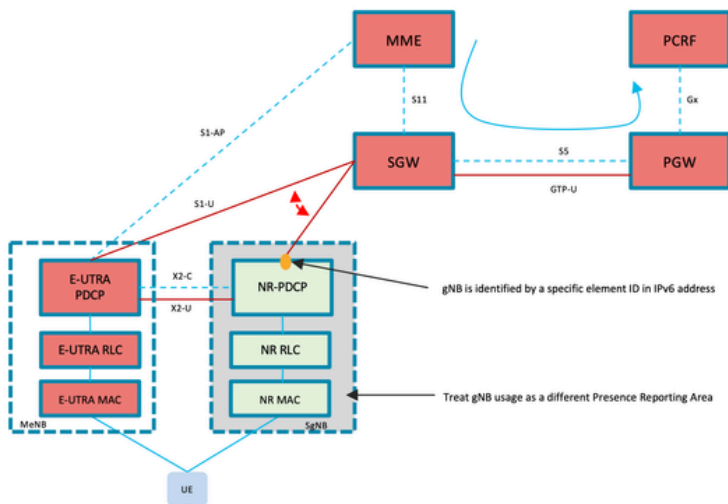 MME
PCRF
S11
Gx
S1-AP
SGW
S5
PGW
GTP-U
S1-U
E-UTRA
PDCP
X2-C
X2-U
NR-PDCP
gNB is identified by a specific element ID in IPv6 address
E-UTRA RLC
NR RLC
E-UTRA MAC
NR MAC
Treat gNB usage as a different Presence Reporting Area
MeNB
SgNB
UE